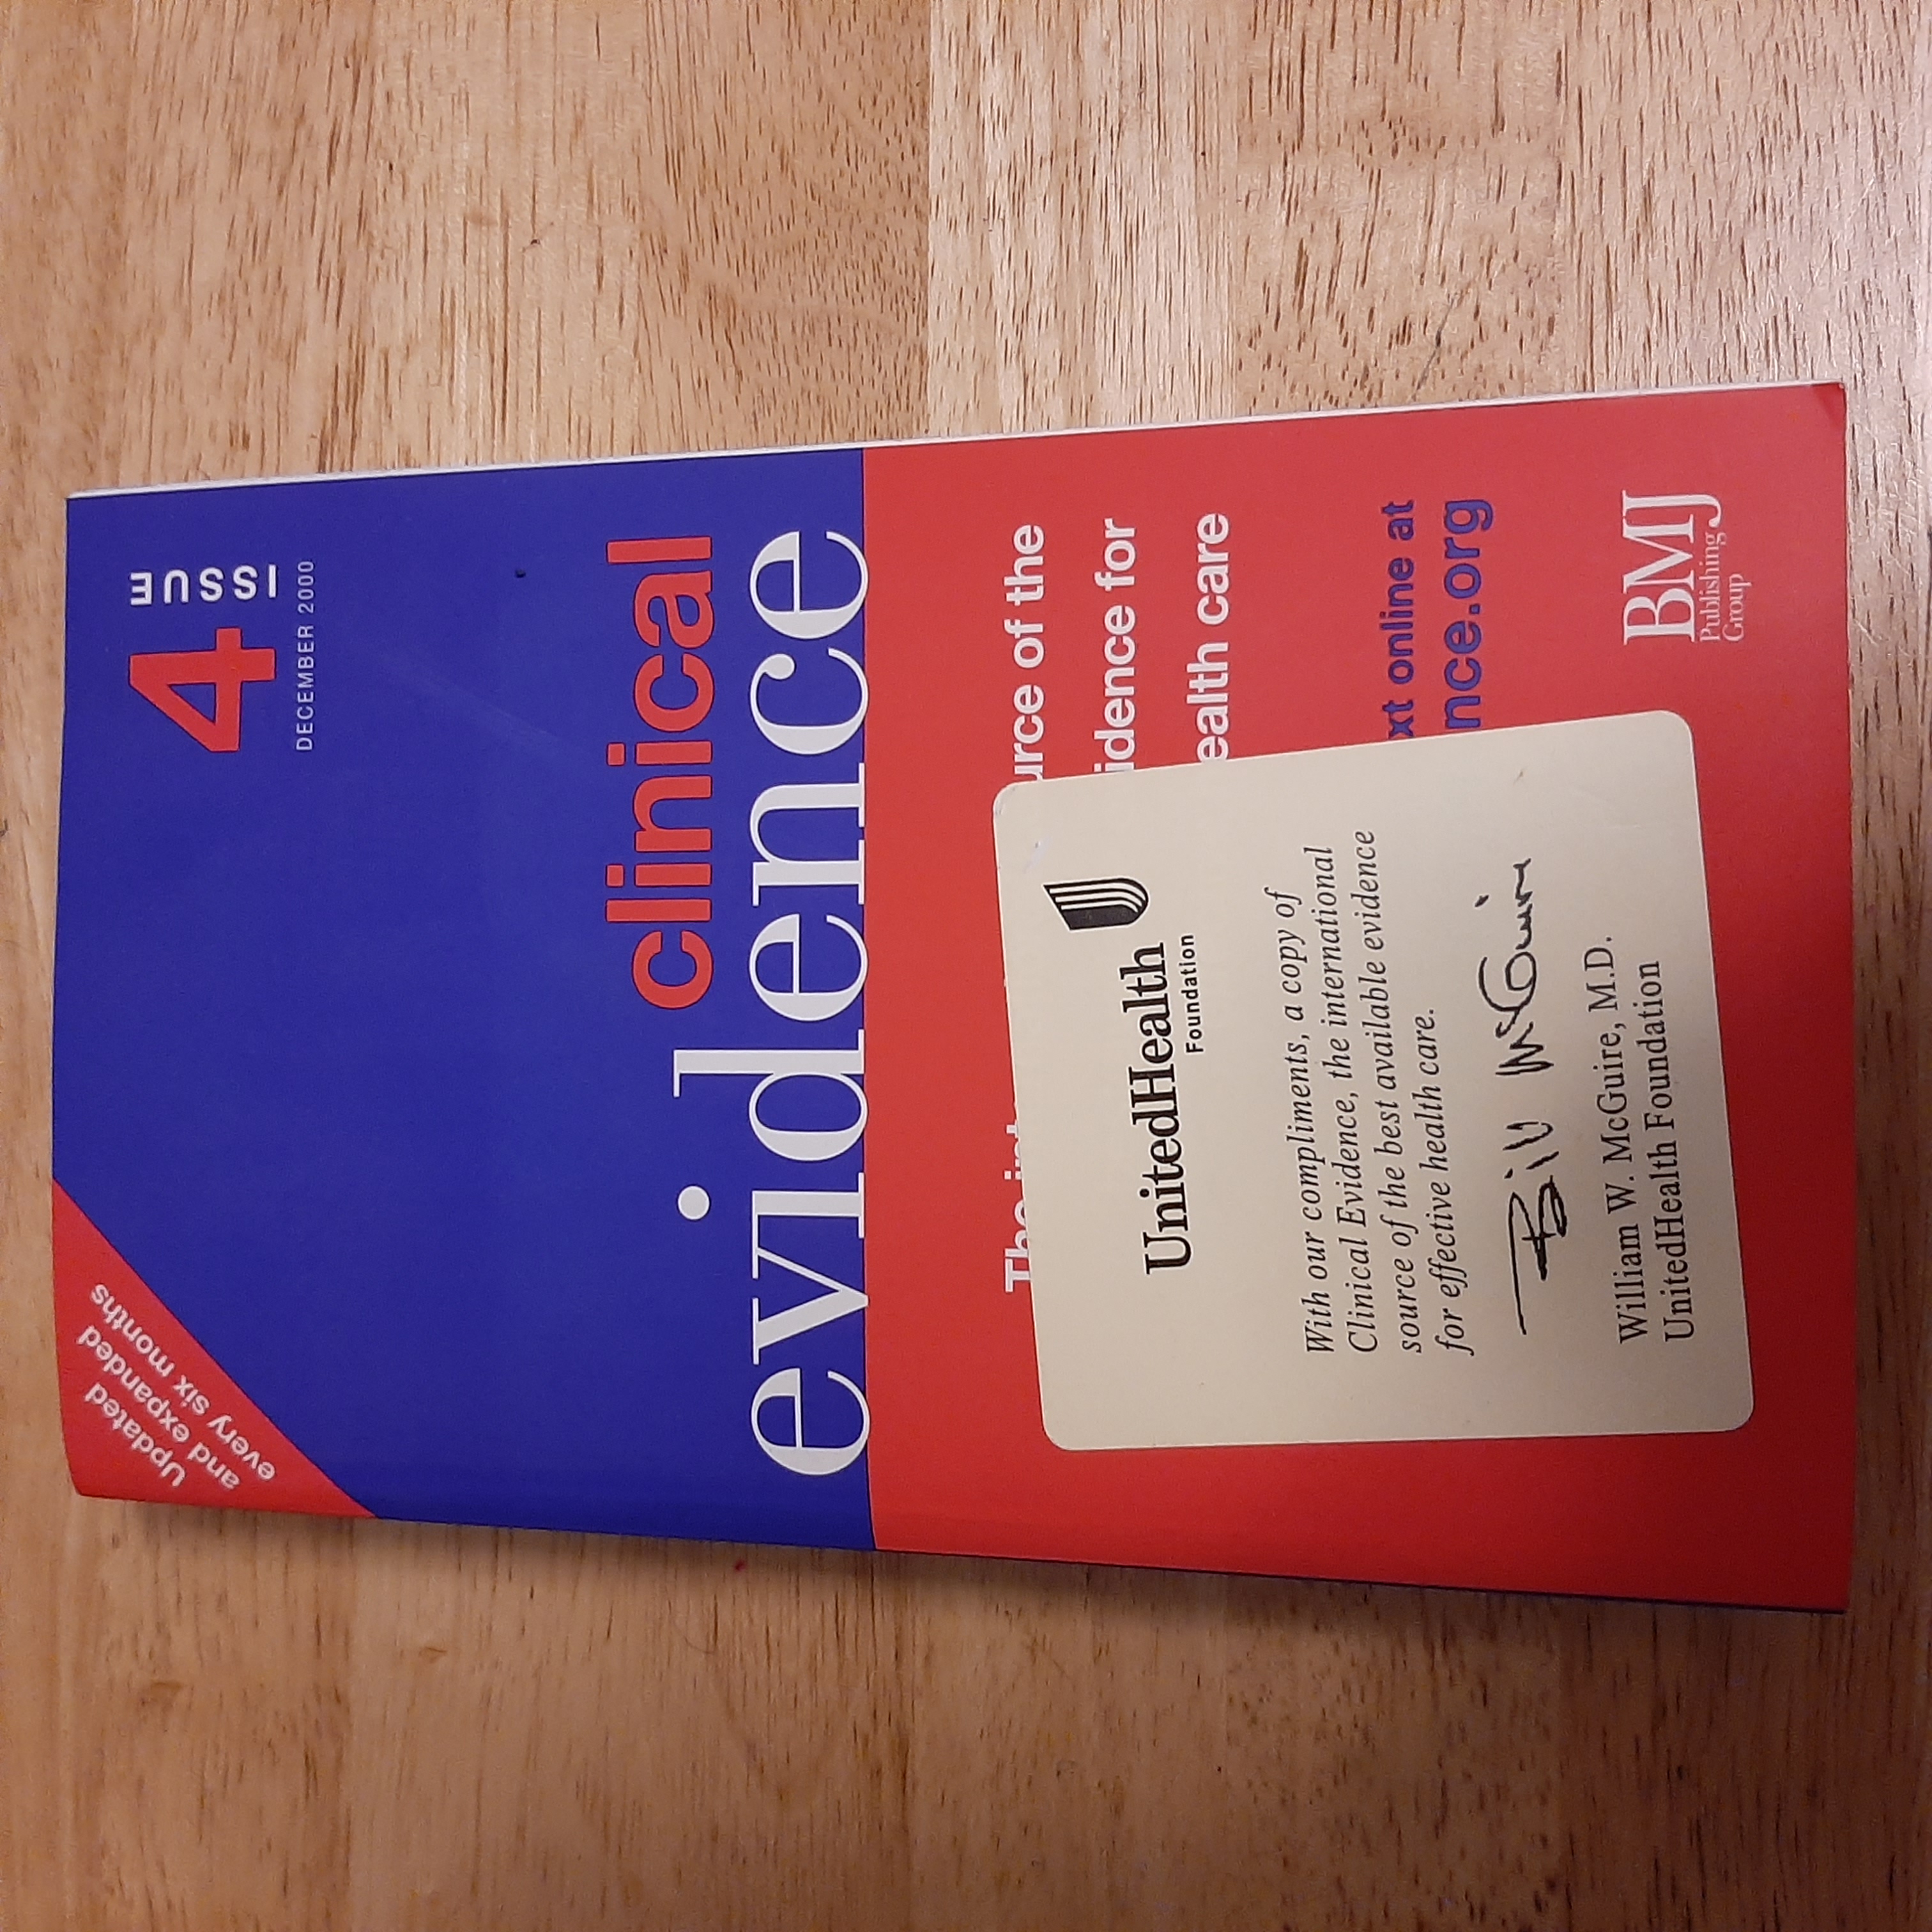 Updated
and expanded
every six months
4 ISSUE
DECEMBER 2000
clinical
evidence
urce of the
idence for
ealth care
xt online at
nce.org
UnitedHealth
Foundation
With our compliments, a copy of
Clinical Evidence, the international
source of the best available evidence
for effective health care.
Bill McGuire
William W. McGuire, M.D.
UnitedHealth Foundation
BMJ
Publishing
Group